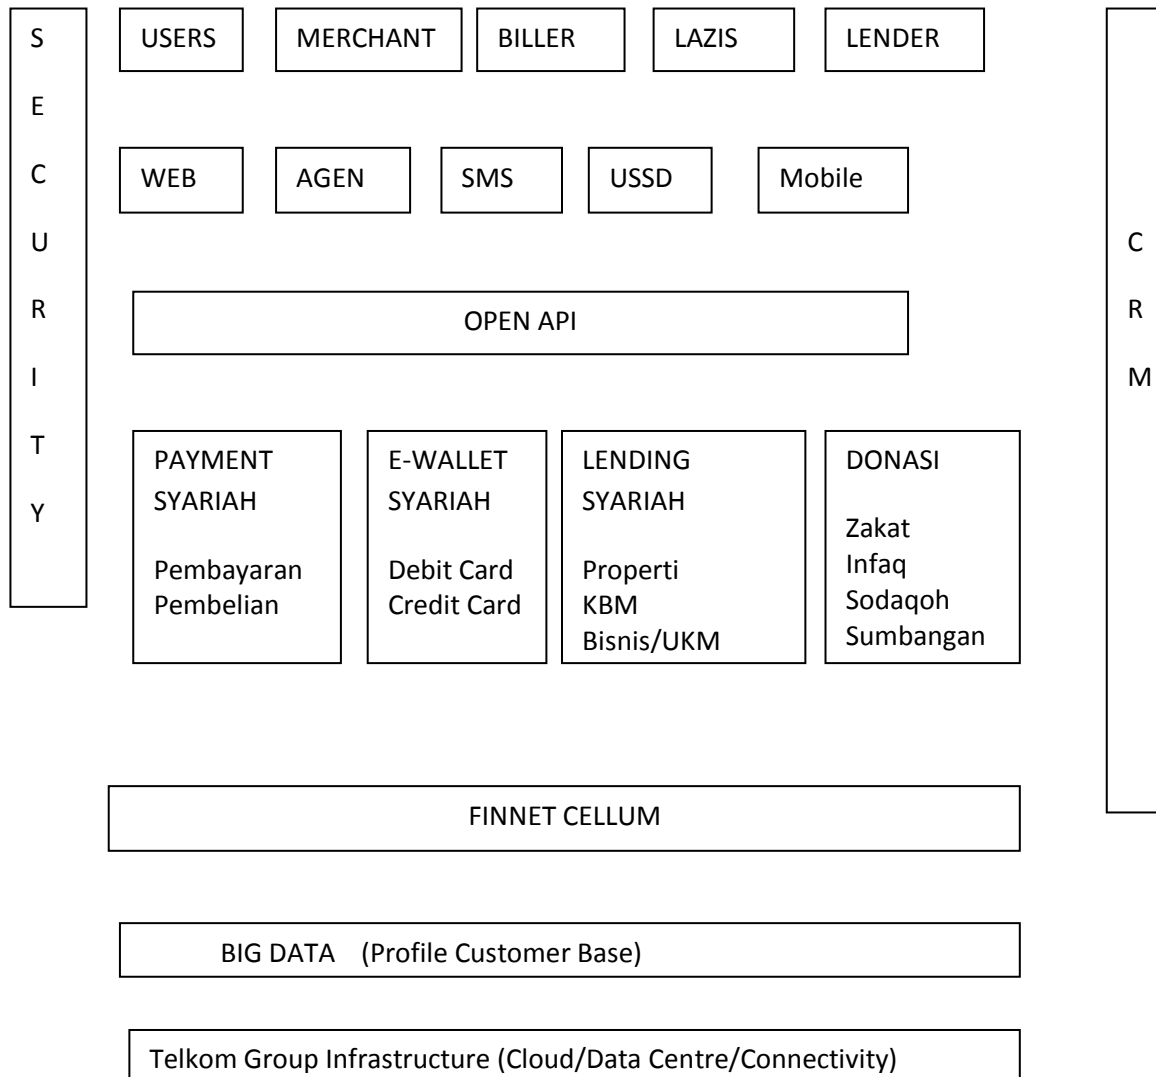 SECURITY
USERS
MERCHANT
BILLER
LAZIS
LENDER
WEB
AGEN
SMS
USSD
Mobile
CRM
OPEN API
PAYMENT
SYARIAH
Pembayaran
Pembelian
E-WALLET
SYARIAH
Debit Card
Credit Card
LENDING
SYARIAH
Properti
KBM
Bisnis/UKM
DONASI
Zakat
Infaq
Sodaqoh
Sumbangan
FINNET CELLUM
BIG DATA (Profile Customer Base)
Telkom Group Infrastructure (Cloud/Data Centre/Connectivity)